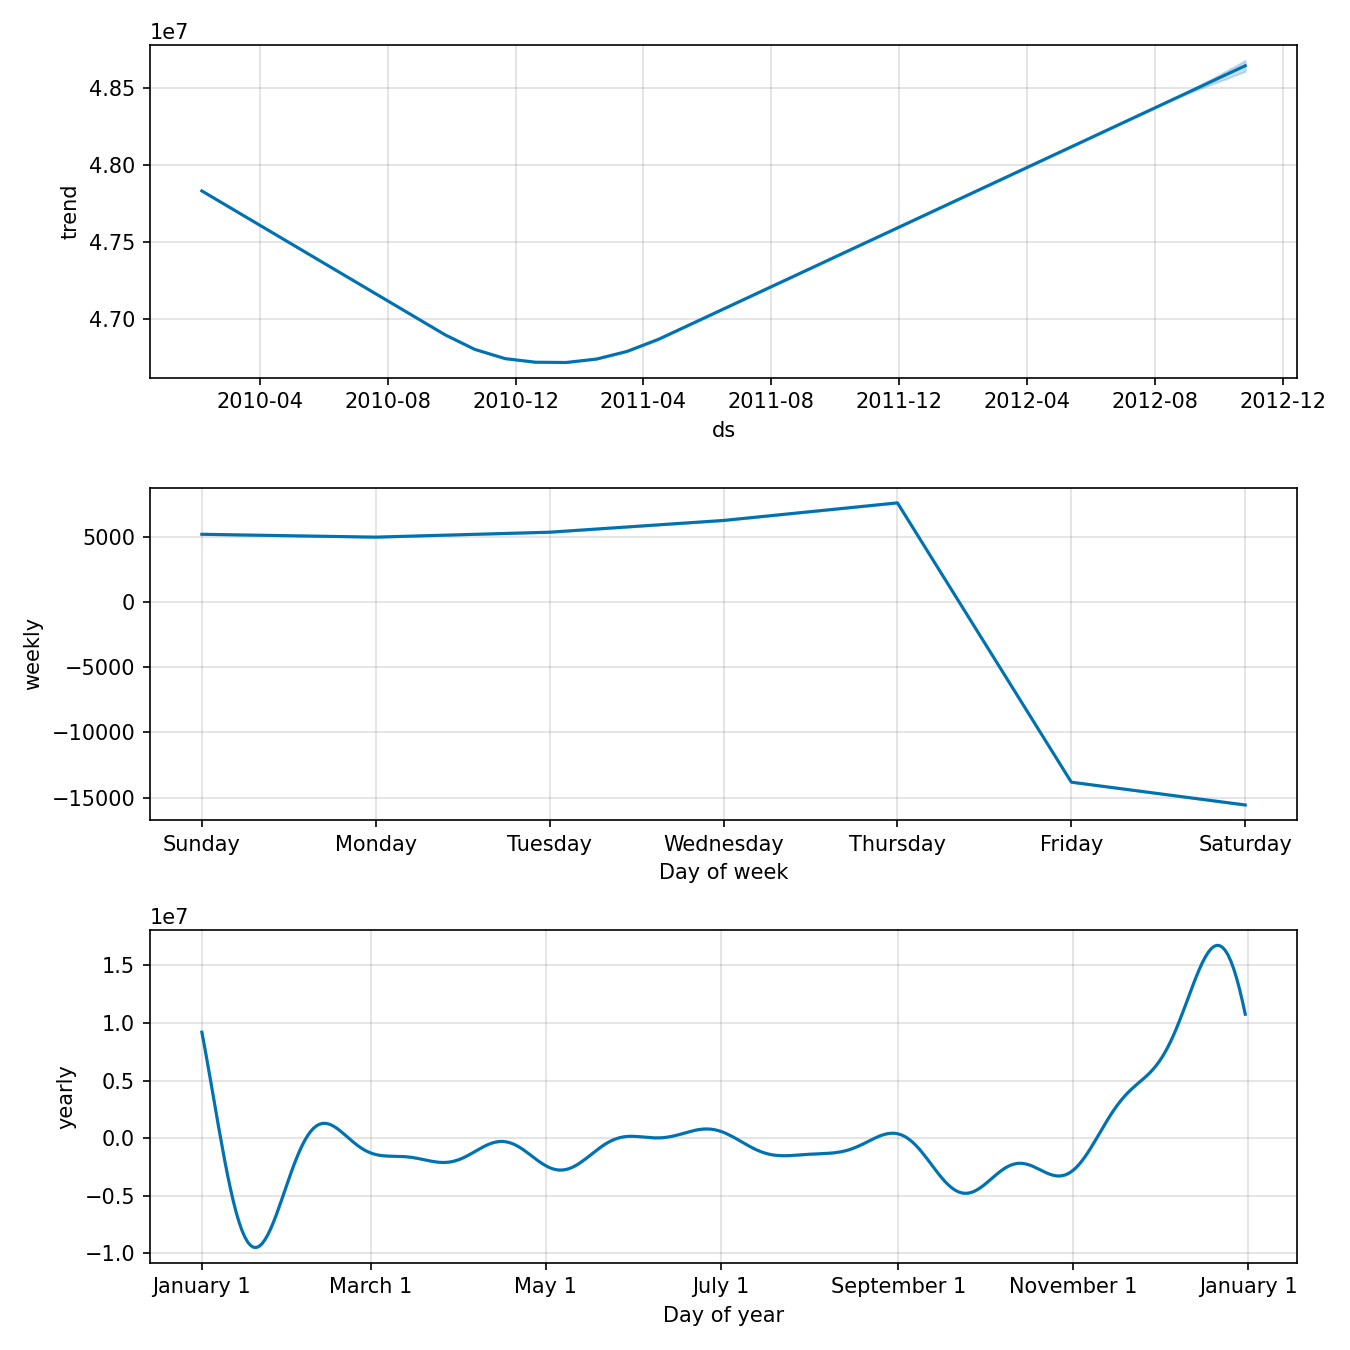 1e7
4.85
4.80
4.75
4.70
trend
2010-04 2010-08 2010-12 2011-04 2011-08 2011-12 2012-04 2012-08 2012-12
ds
5000
0
−5000
−10000
−15000
weekly
Sunday Monday Tuesday Wednesday Thursday Friday Saturday
Day of week
1e7
1.5
1.0
0.5
0.0
−0.5
−1.0
yearly
January 1 March 1 May 1 July 1 September 1 November 1 January 1
Day of year